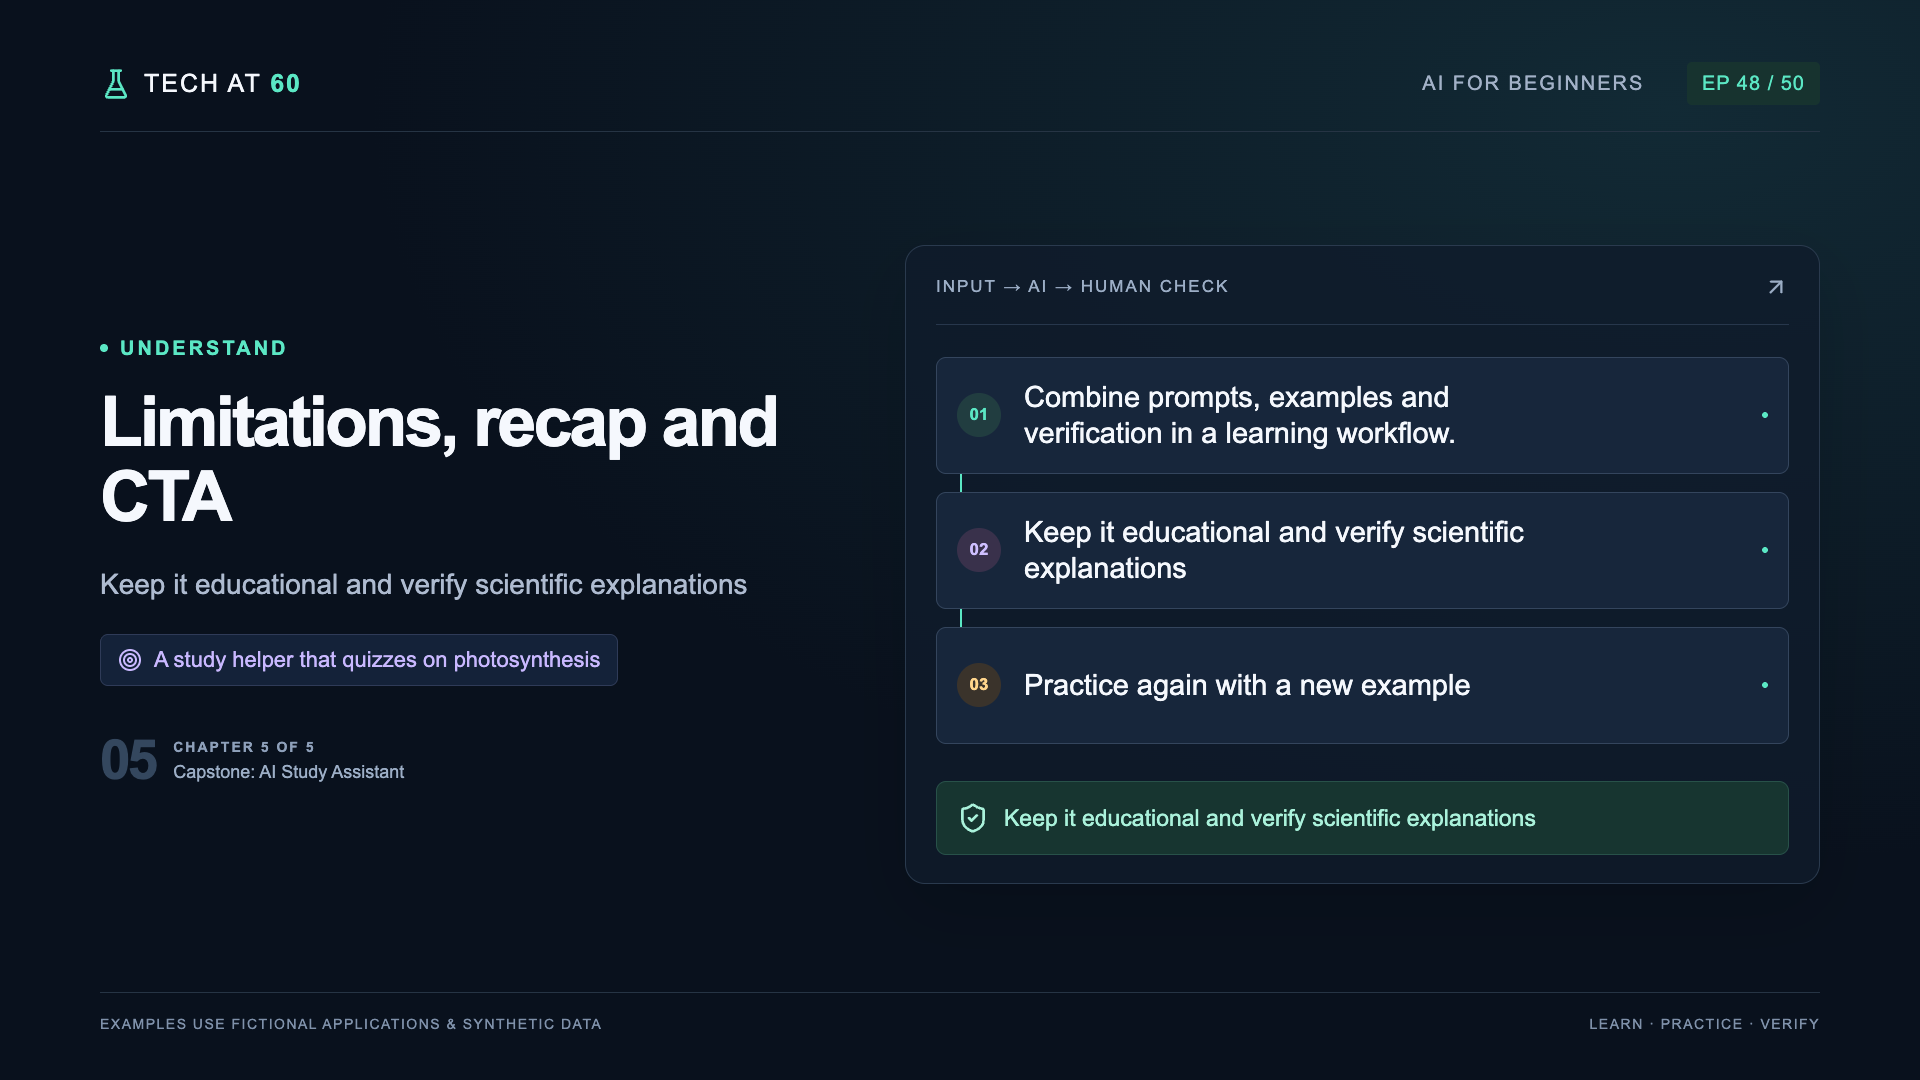 TECH AT 60
AI FOR BEGINNERS
EP 48 / 50
• UNDERSTAND
Limitations, recap and
CTA
Keep it educational and verify scientific explanations
A study helper that quizzes on photosynthesis
05
CHAPTER 5 OF 5
Capstone: AI Study Assistant
INPUT → AI → HUMAN CHECK
01
Combine prompts, examples and
verification in a learning workflow.
02
Keep it educational and verify scientific
explanations
03
Practice again with a new example
Keep it educational and verify scientific explanations
EXAMPLES USE FICTIONAL APPLICATIONS & SYNTHETIC DATA
LEARN · PRACTICE · VERIFY